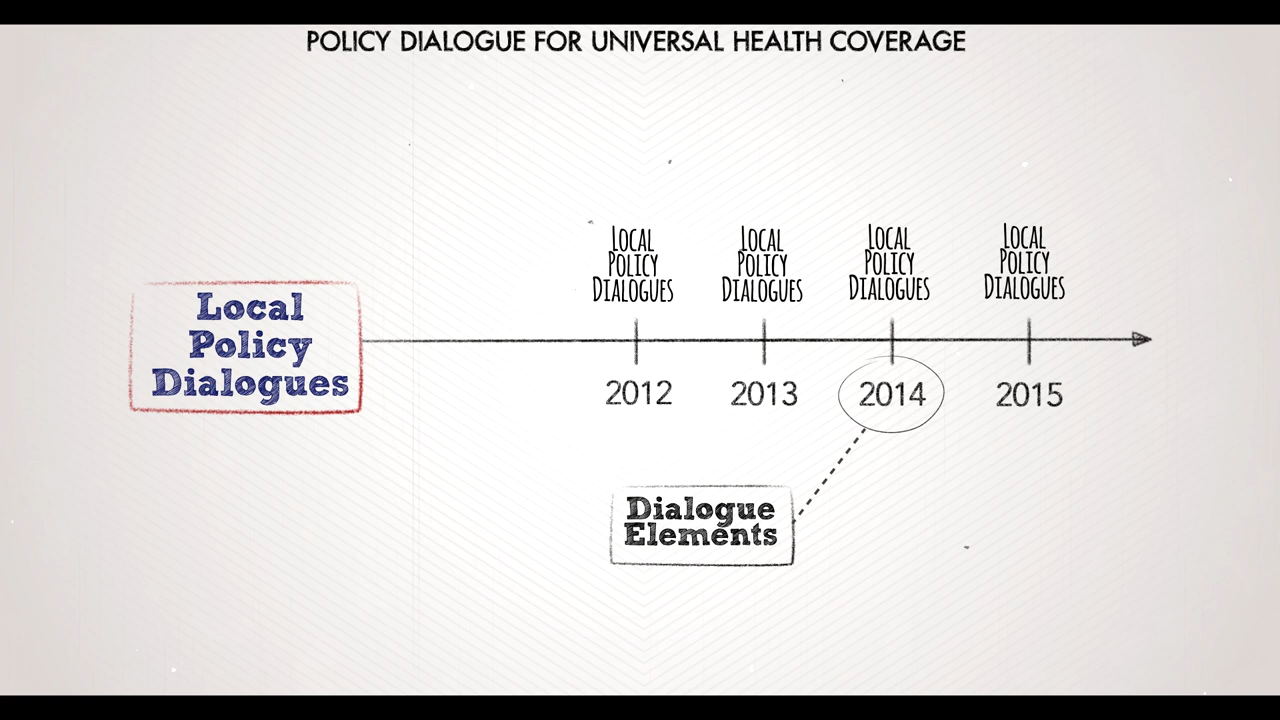 POLICY DIALOGUE FOR UNIVERSAL HEALTH COVERAGE
Local
Policy
Dialogues
LOCAL
POLICY
DIALOGUES
LOCAL
POLICY
DIALOGUES
LOCAL
POLICY
DIALOGUES
LOCAL
POLICY
DIALOGUES
2012 2013 2014 2015
Dialogue
Elements